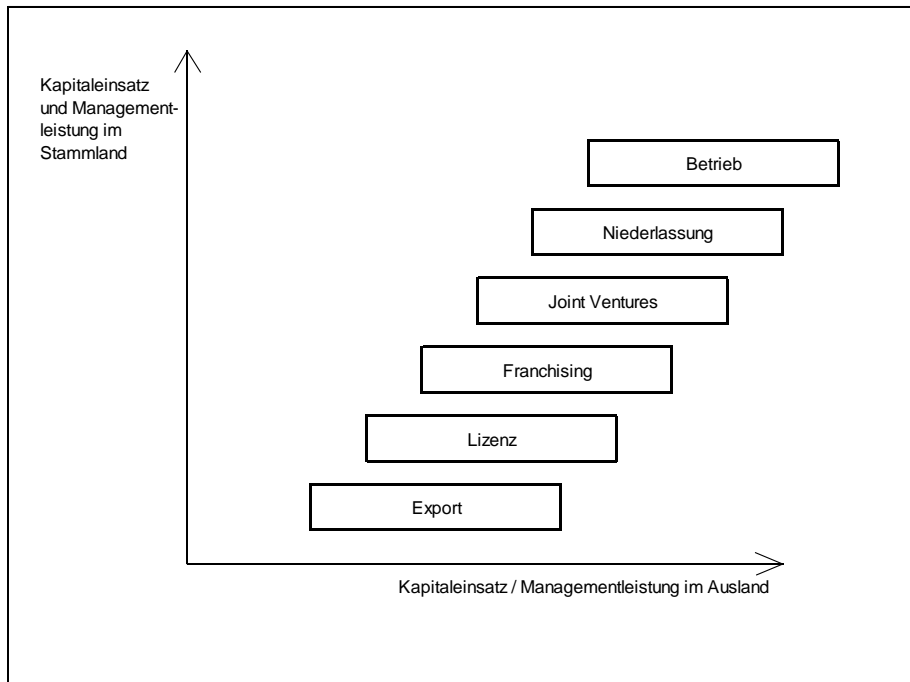 Kapitaleinsatz
und Management-
leistung im
Stammland
Betrieb
Niederlassung
Joint Ventures
Franchising
Lizenz
Export
Kapitaleinsatz / Managementleistung im Ausland